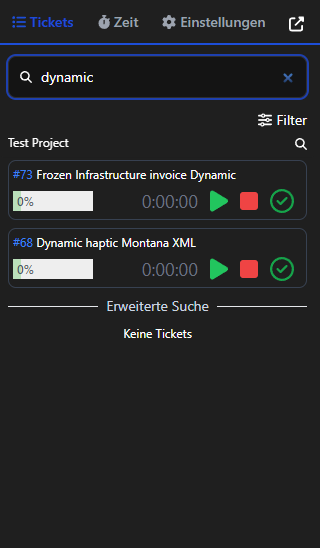 Tickets Zeit Einstellungen
dynamic
Filter
Test Project
#73 Frozen Infrastructure invoice Dynamic
0% 0:00:00
#68 Dynamic haptic Montana XML
0% 0:00:00
Erweiterte Suche
Keine Tickets